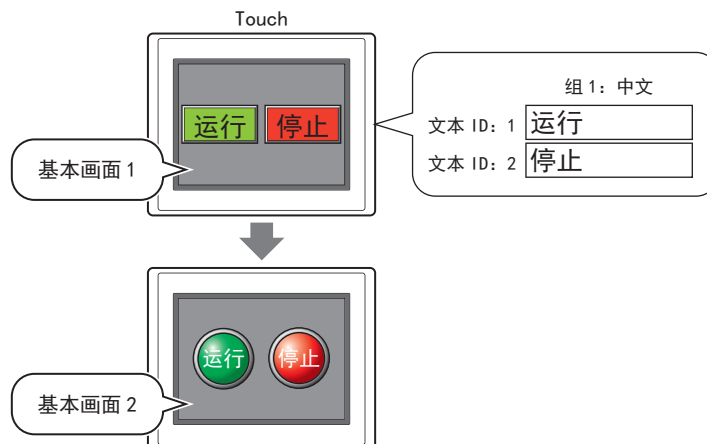 Touch
组 1：中文
运行 停止
文本 ID：1 运行
文本 ID：2 停止
基本画面 1
运行 停止
基本画面 2